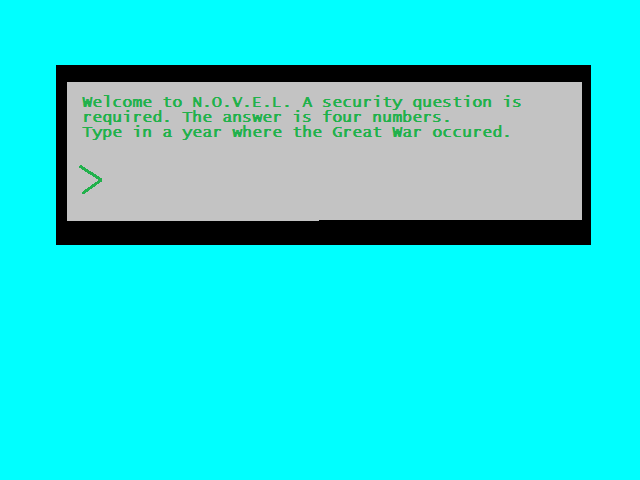 Welcome to N.O.V.E.L. A security question is
required. The answer is four numbers.
Type in a year where the Great War occured.
>